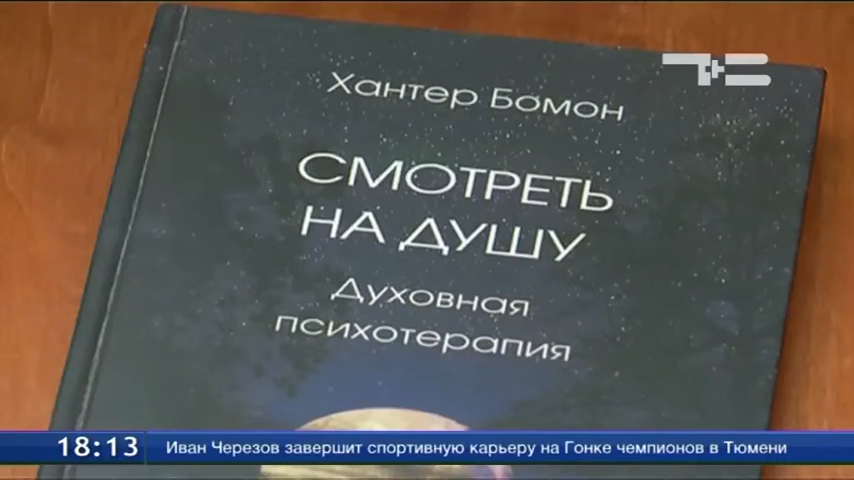 Хантер Бомон
СМОТРЕТЬ
НА ДУШУ
Духовная
психотерапия
18:13 Иван Черезов завершит спортивную карьеру на Гонке чемпионов в Тюмени